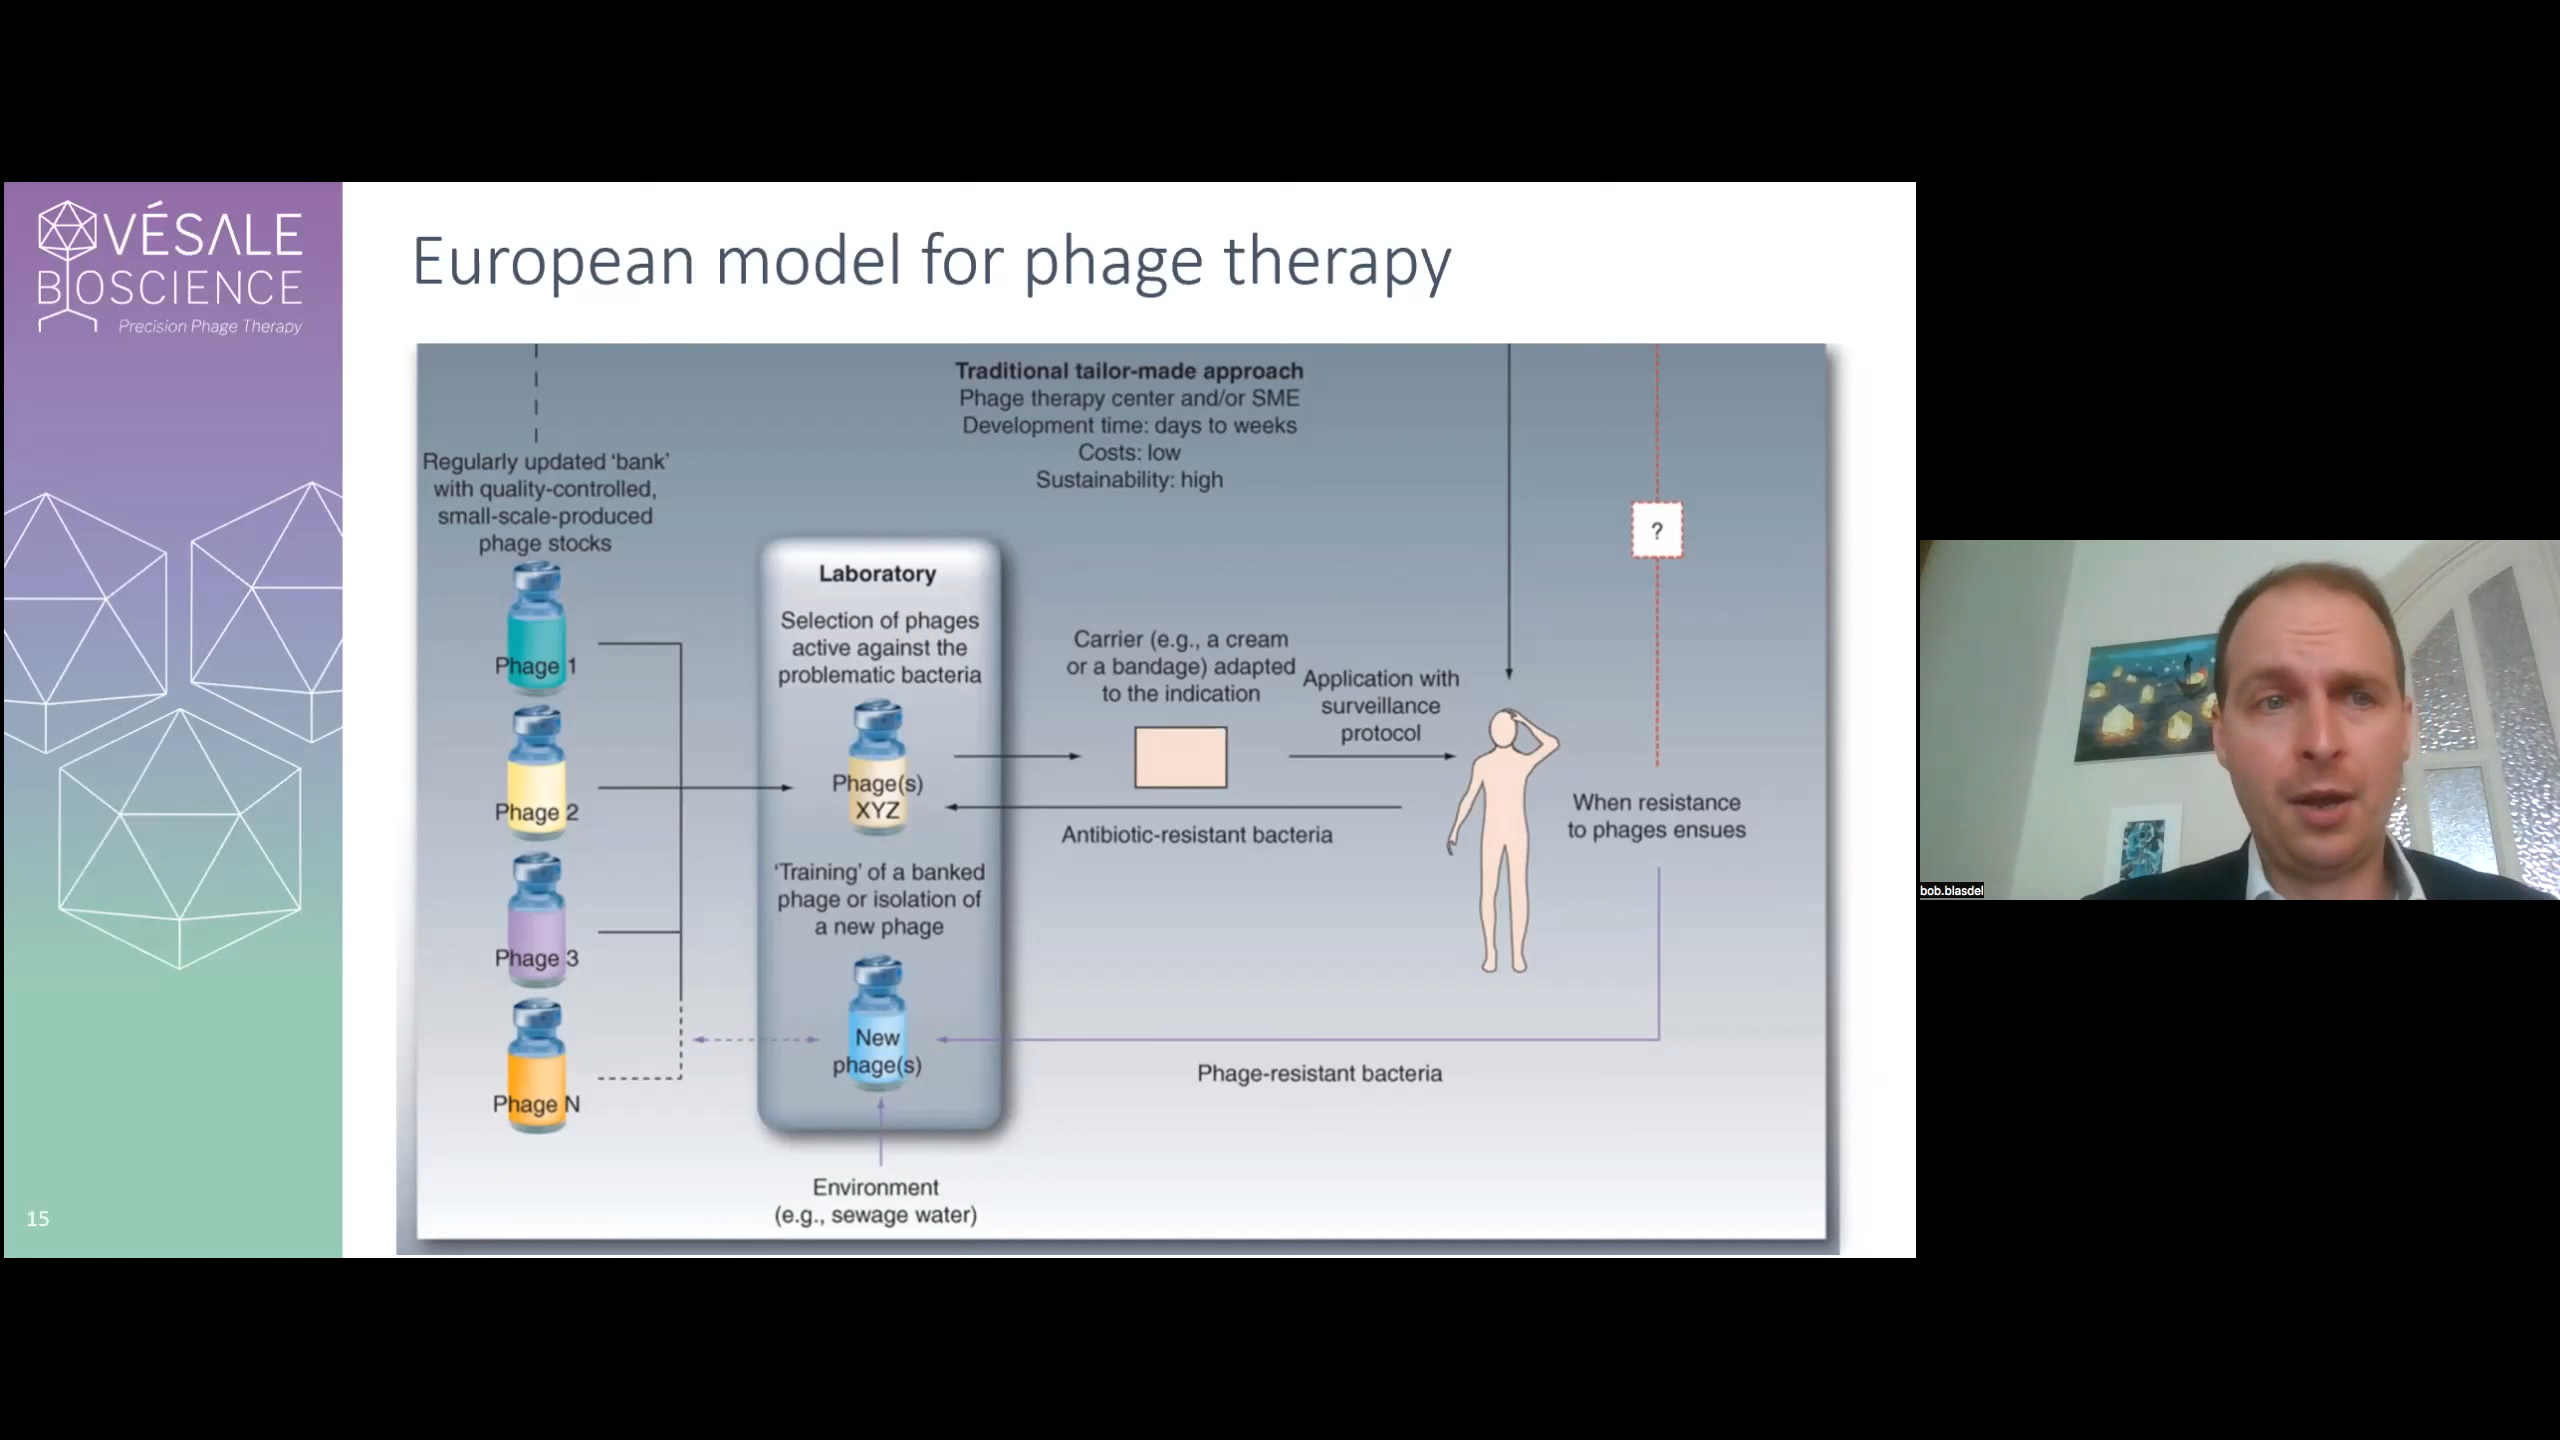 VÉSALE
BIOSCIENCE
Precision Phage Therapy
15
European model for phage therapy
Traditional tailor-made approach
Phage therapy center and/or SME
Development time: days to weeks
Costs: low
Sustainability: high
Regularly updated ‘bank’
with quality-controlled,
small-scale-produced
phage stocks
Phage 1
Phage 2
Phage 3
Phage N
Laboratory
Selection of phages
active against the
problematic bacteria
Phage(s)
XYZ
‘Training’ of a banked
phage or isolation of
a new phage
New
phage(s)
Environment
(e.g., sewage water)
Carrier (e.g., a cream
or a bandage) adapted
to the indication
Application with
surveillance
protocol
Antibiotic-resistant bacteria
?
When resistance
to phages ensues
Phage-resistant bacteria
bob.blasdel